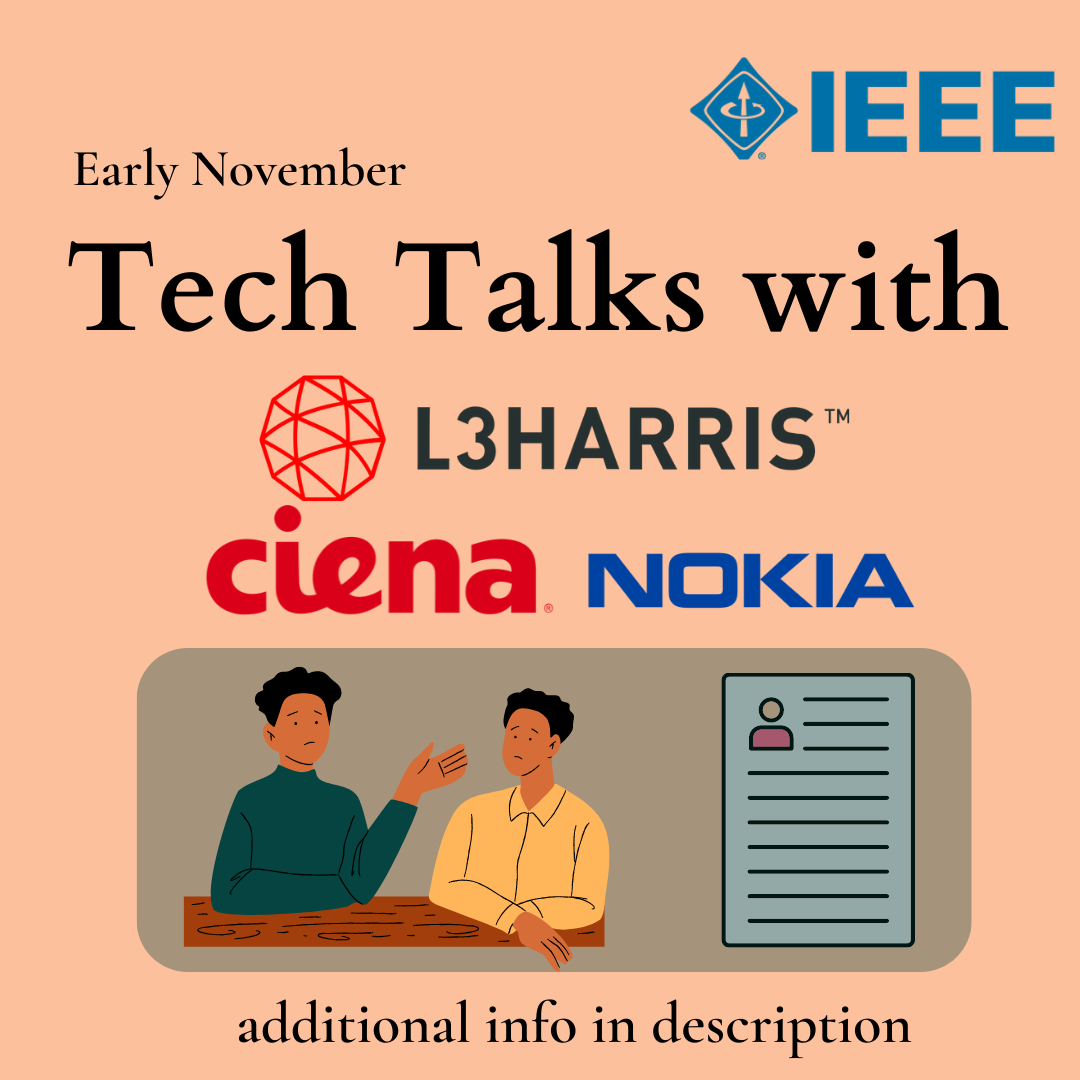 IEEE
Early November
Tech Talks with
L3HARRIS™
ciena®
NOKIA
additional info in description